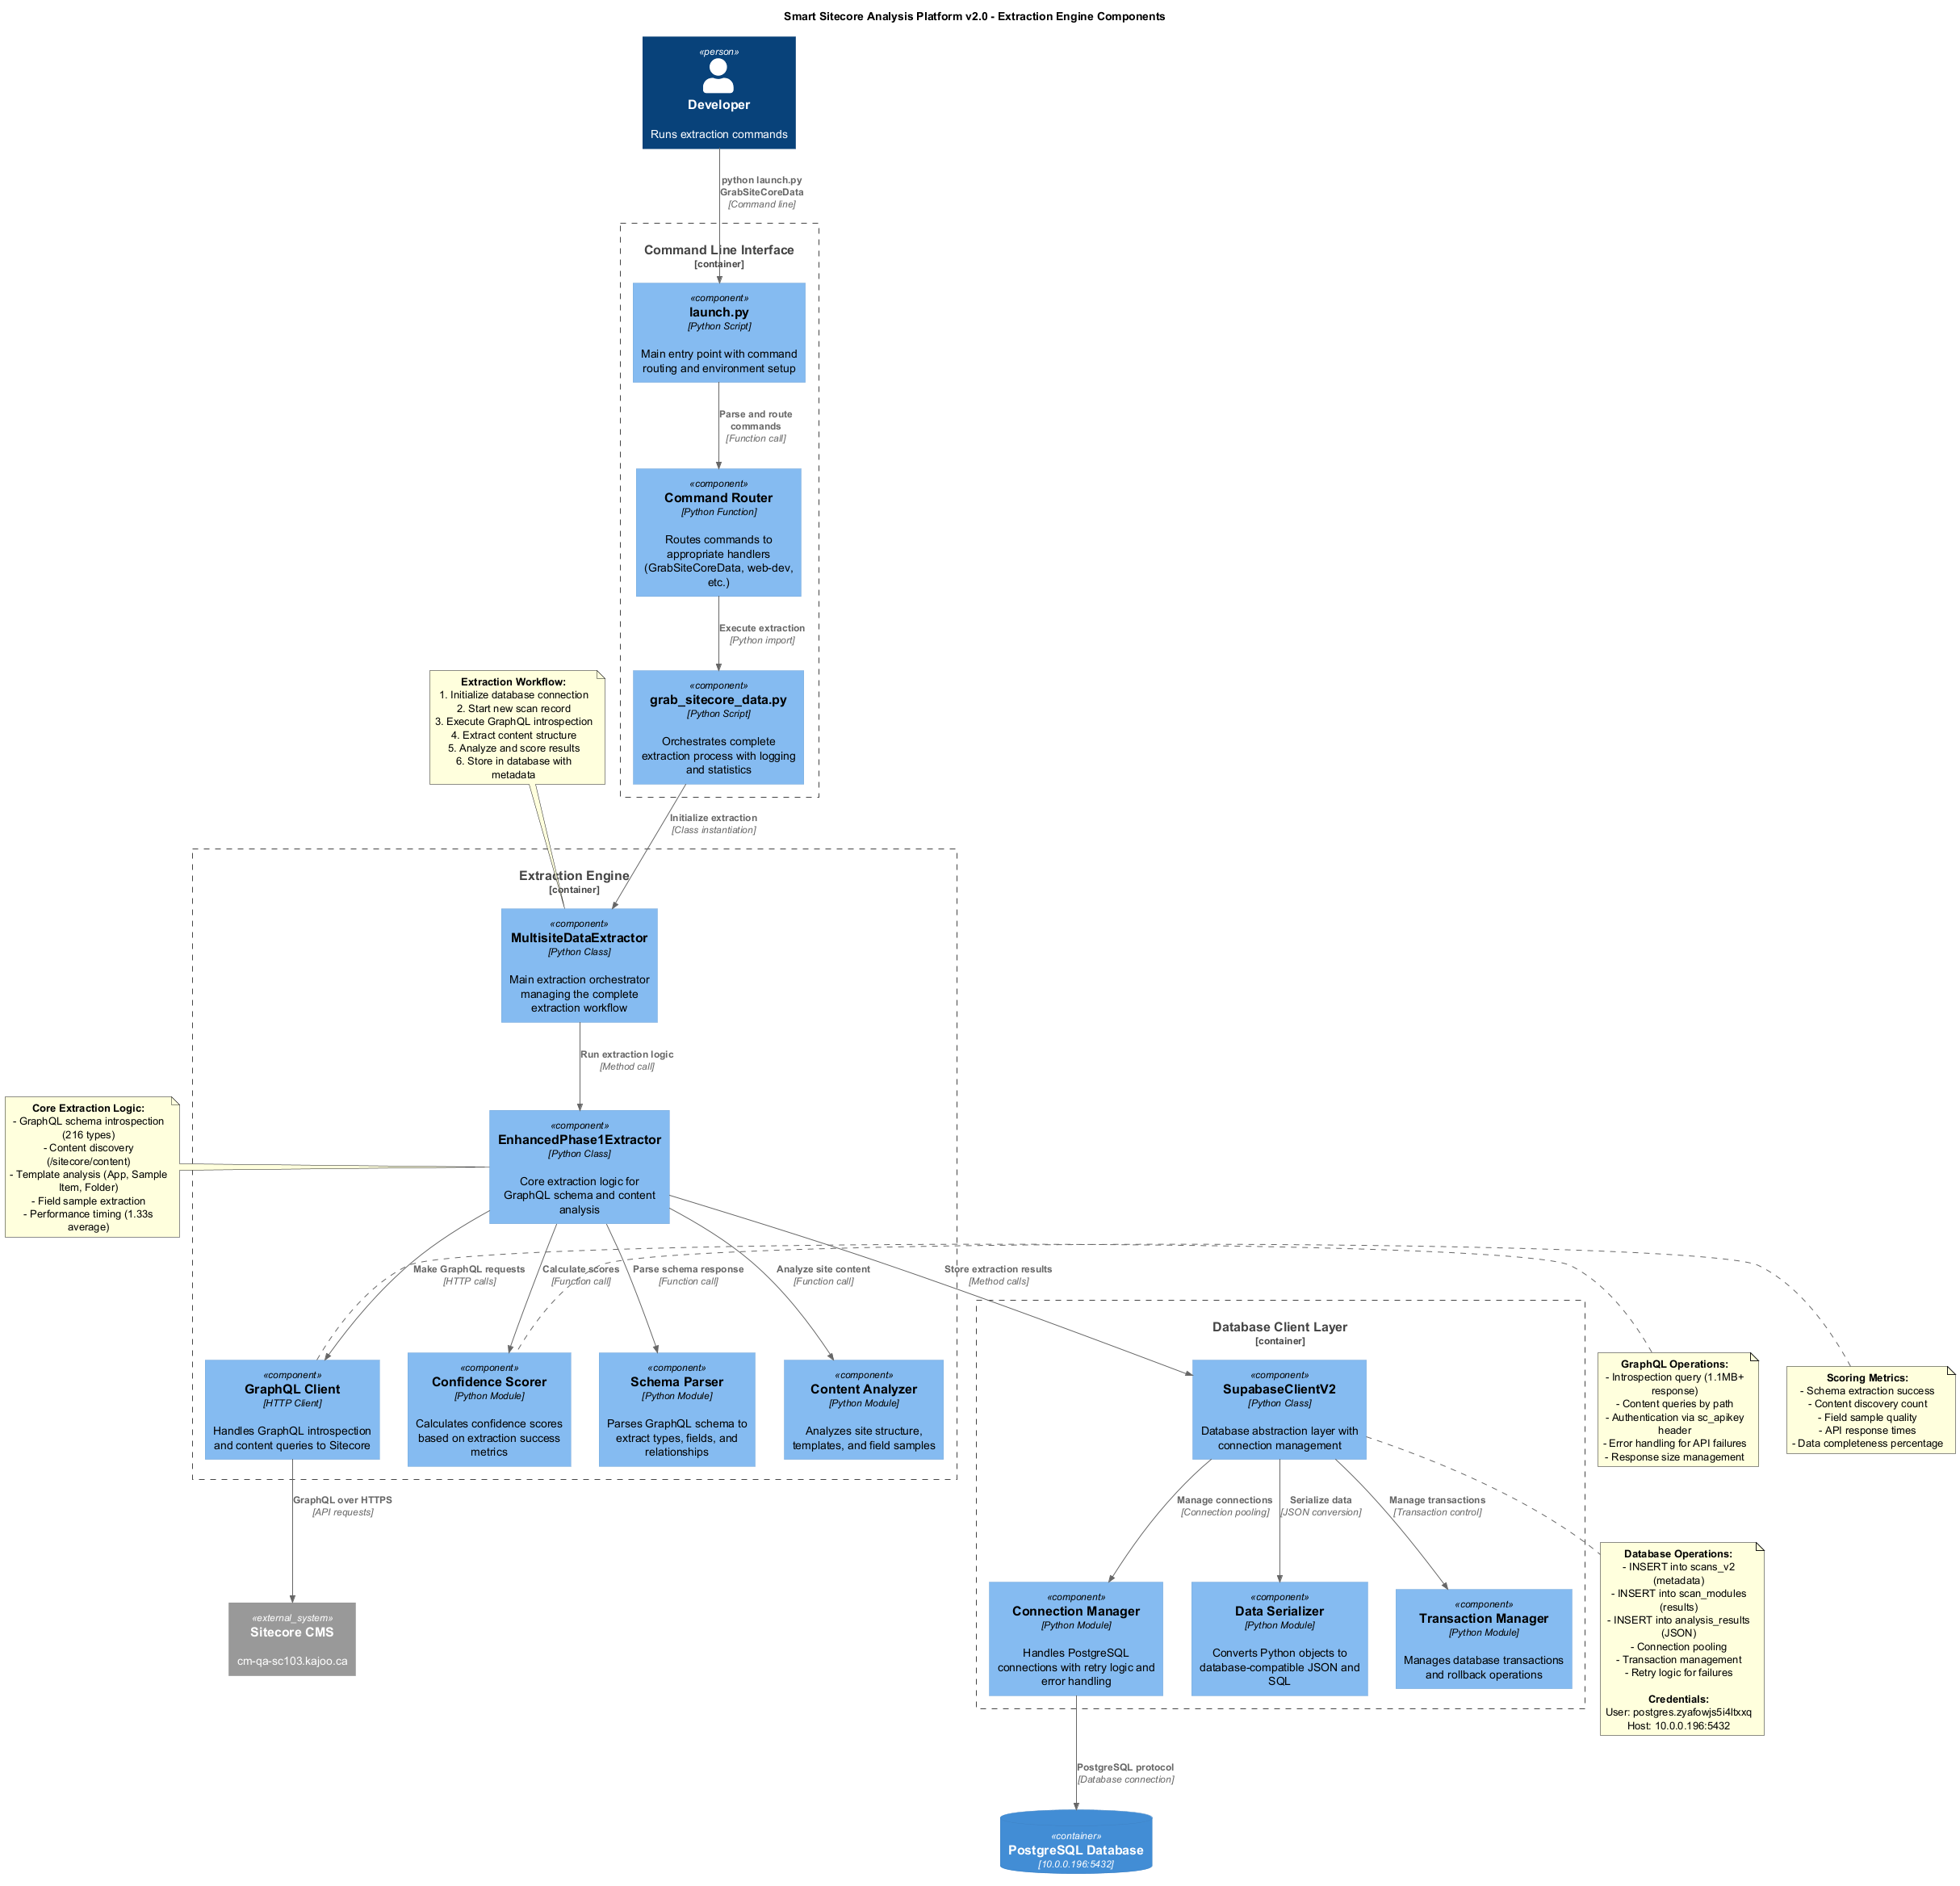 Smart Sitecore Analysis Platform v2.0 - Extraction Engine Components
«person»
Developer
Runs extraction commands
python launch.py
GrabSiteCoreData
[Command line]
Command Line Interface
[container]
«component»
launch.py
[Python Script]
Main entry point with command
routing and environment setup
Parse and route
commands
[Function call]
«component»
Command Router
[Python Function]
Routes commands to
appropriate handlers
(GrabSiteCoreData, web-dev,
etc.)
Execute extraction
[Python import]
«component»
grab_sitecore_data.py
[Python Script]
Orchestrates complete
extraction process with logging
and statistics
Extraction Workflow:
1. Initialize database connection
2. Start new scan record
3. Execute GraphQL introspection
4. Extract content structure
5. Analyze and score results
6. Store in database with
metadata
Initialize extraction
[Class instantiation]
Extraction Engine
[container]
«component»
MultisiteDataExtractor
[Python Class]
Main extraction orchestrator
managing the complete
extraction workflow
Run extraction logic
[Method call]
Core Extraction Logic:
- GraphQL schema introspection
(216 types)
- Content discovery
(/sitecore/content)
- Template analysis (App, Sample
Item, Folder)
- Field sample extraction
- Performance timing (1.33s
average)
«component»
EnhancedPhase1Extractor
[Python Class]
Core extraction logic for
GraphQL schema and content
analysis
Make GraphQL requests
[HTTP calls]
Calculate scores
[Function call]
Parse schema response
[Function call]
Analyze site content
[Function call]
Store extraction results
[Method calls]
«component»
GraphQL Client
[HTTP Client]
Handles GraphQL introspection
and content queries to Sitecore
«component»
Confidence Scorer
[Python Module]
Calculates confidence scores
based on extraction success
metrics
«component»
Schema Parser
[Python Module]
Parses GraphQL schema to
extract types, fields, and
relationships
«component»
Content Analyzer
[Python Module]
Analyzes site structure,
templates, and field samples
Database Client Layer
[container]
«component»
SupabaseClientV2
[Python Class]
Database abstraction layer with
connection management
GraphQL Operations:
- Introspection query (1.1MB+
response)
- Content queries by path
- Authentication via sc_apikey
header
- Error handling for API failures
- Response size management
Scoring Metrics:
- Schema extraction success
- Content discovery count
- Field sample quality
- API response times
- Data completeness percentage
GraphQL over HTTPS
[API requests]
Manage connections
[Connection pooling]
Serialize data
[JSON conversion]
Manage transactions
[Transaction control]
«external_system»
Sitecore CMS
cm-qa-sc103.kajoo.ca
«component»
Connection Manager
[Python Module]
Handles PostgreSQL
connections with retry logic and
error handling
«component»
Data Serializer
[Python Module]
Converts Python objects to
database-compatible JSON and
SQL
«component»
Transaction Manager
[Python Module]
Manages database transactions
and rollback operations
Database Operations:
- INSERT into scans_v2
(metadata)
- INSERT into scan_modules
(results)
- INSERT into analysis_results
(JSON)
- Connection pooling
- Transaction management
- Retry logic for failures
Credentials:
User: postgres.zyafowjs5i4ltxxq
Host: 10.0.0.196:5432
PostgreSQL protocol
[Database connection]
«container»
PostgreSQL Database
[10.0.0.196:5432]